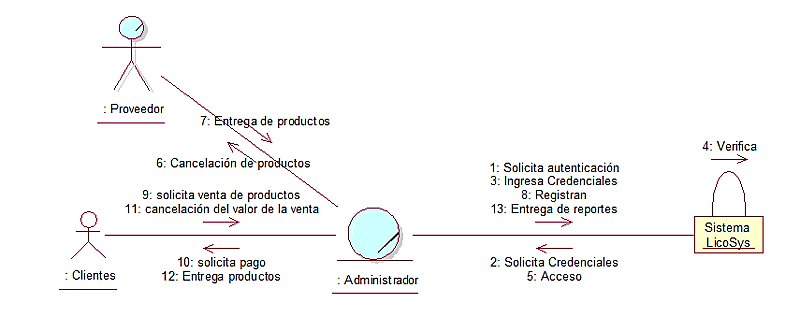 : Proveedor
7: Entrega de productos
4: Verifica
6: Cancelación de productos
1: Solicita autenticación
3: Ingresa Credenciales
8: Registran
13: Entrega de reportes
9: solicita venta de productos
11: cancelación del valor de la venta
Sistema
LicoSys
10: solicita pago
12: Entrega productos
2: Solicita Credenciales
5: Acceso
: Clientes
: Administrador